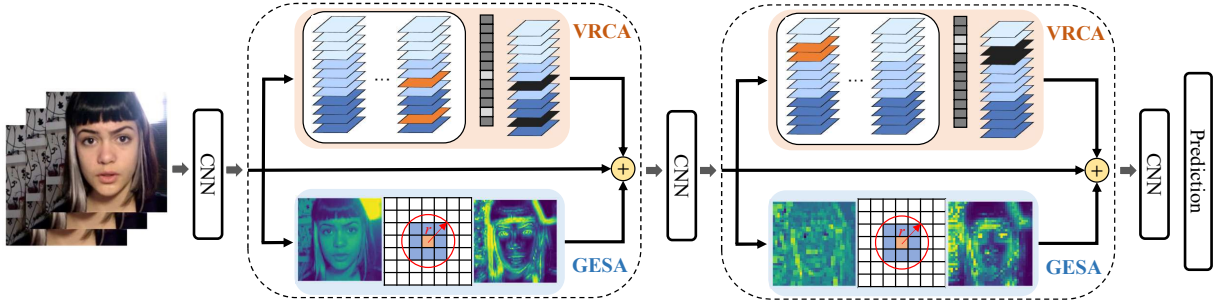 CNN
VRCA
...
r
GESA
CNN
VRCA
...
r
GESA
CNN
Prediction